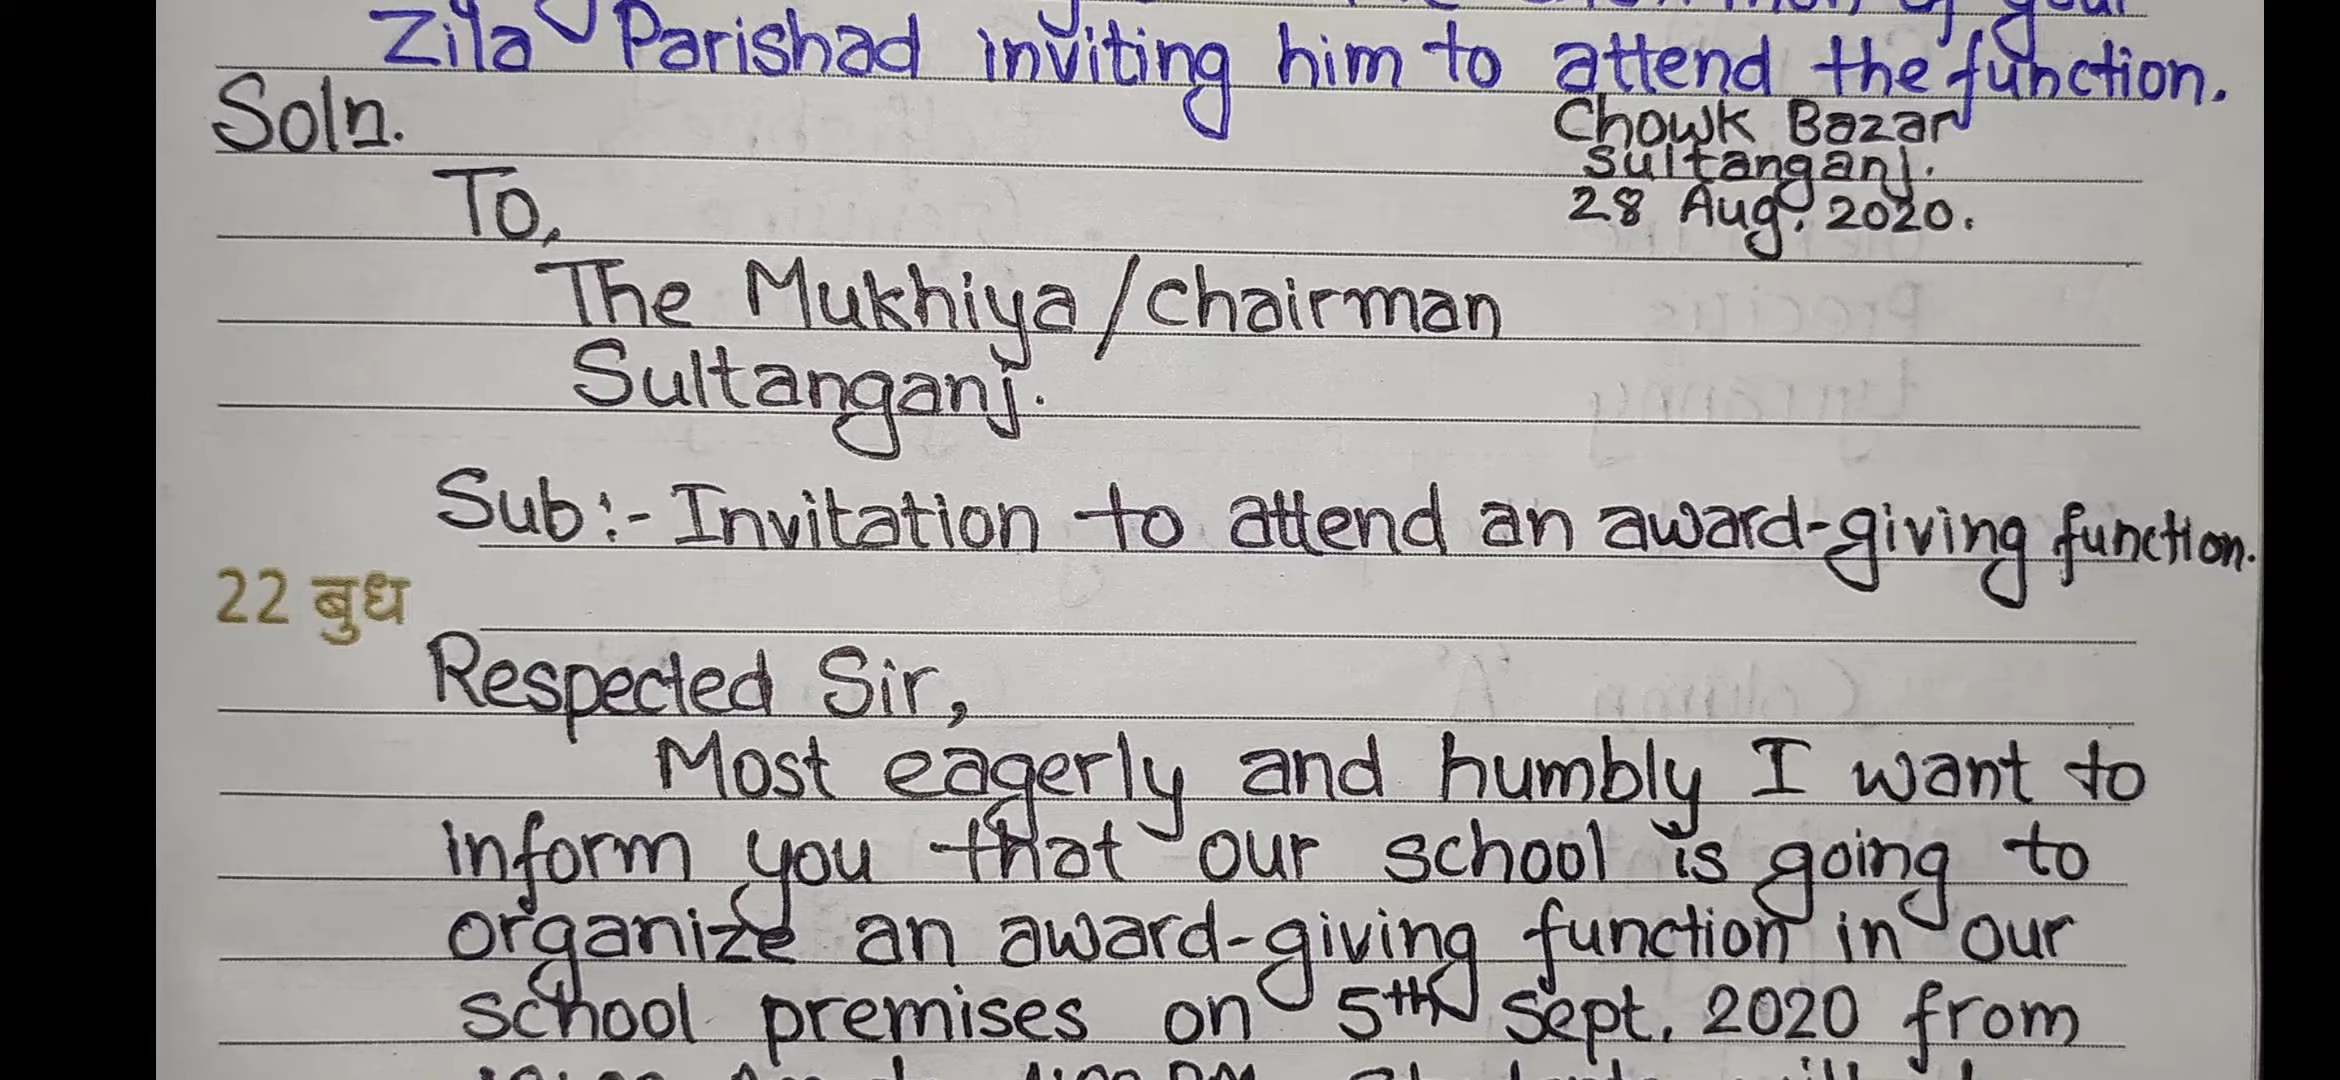 of your
Zila Parishad inviting him to attend the function.
Soln.
Chowk Bazar
Sultanganj.
28 Aug. 2020.
To,
The Mukhiya/Chairman
Sultanganj.
Sub:- Invitation to attend an award-giving function.
22 बुध
Respected Sir,
Most eagerly and humbly I want to
inform you that our school is going to
organize an award-giving function in our
school premises on 5th Sept. 2020 from